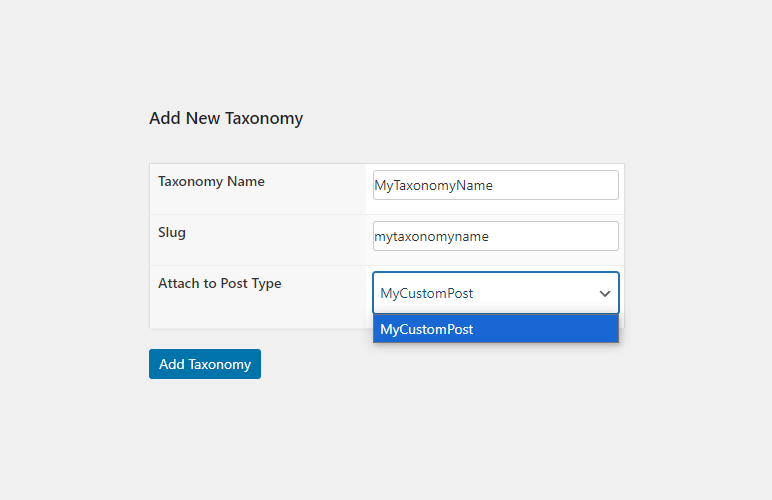 Add New Taxonomy
Taxonomy Name
MyTaxonomyName
Slug
mytaxonomyname
Attach to Post Type
MyCustomPost
MyCustomPost
Add Taxonomy